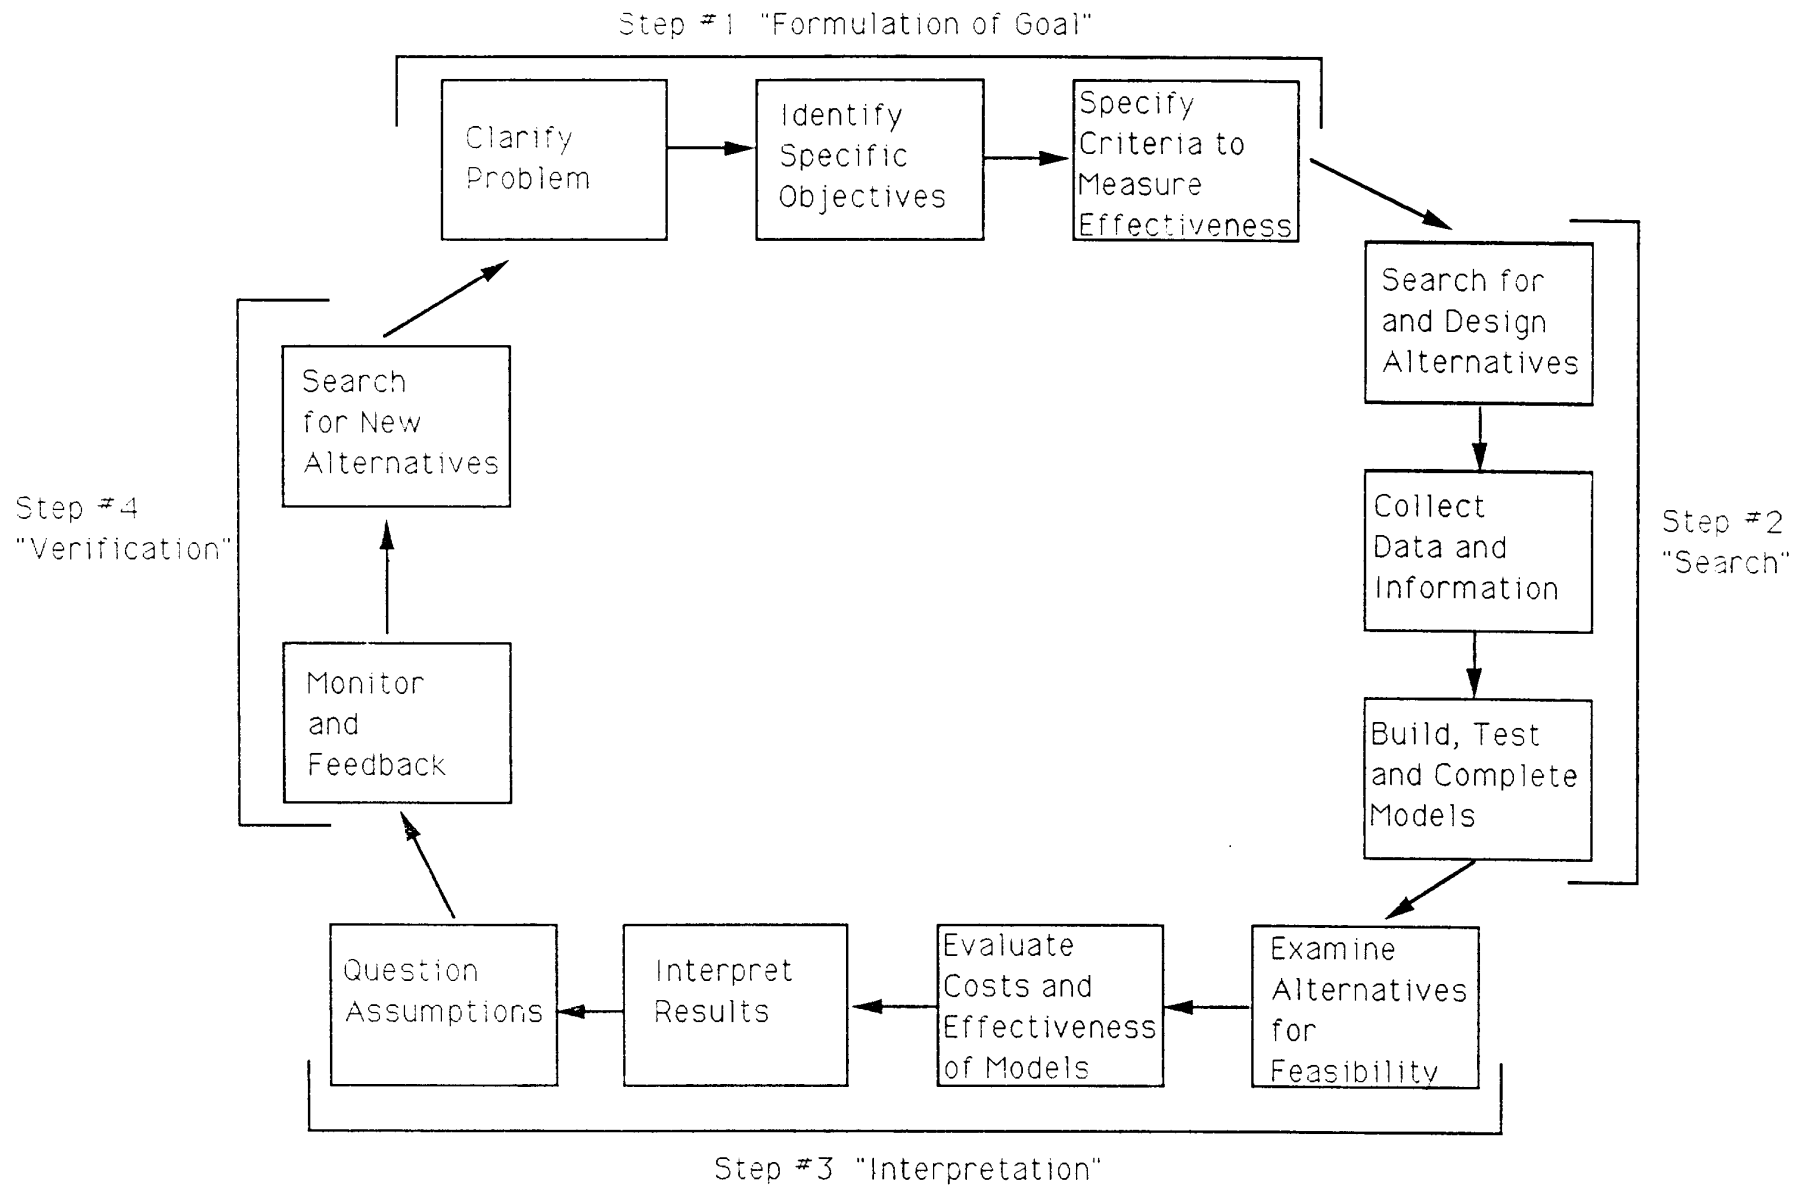 Step #1 "Formulation of Goal"
Clarify
Problem
Identify
Specific
Objectives
Specify
Criteria to
Measure
Effectiveness
Search for
and Design
Alternatives
Collect
Data and
Information
Build, Test
and Complete
Models
Step #2
"Search"
Examine
Alternatives
for
Feasibility
Evaluate
Costs and
Effectiveness
of Models
Interpret
Results
Question
Assumptions
Step #3 "Interpretation"
Monitor
and
Feedback
Search
for New
Alternatives
Step #4
"Verification"